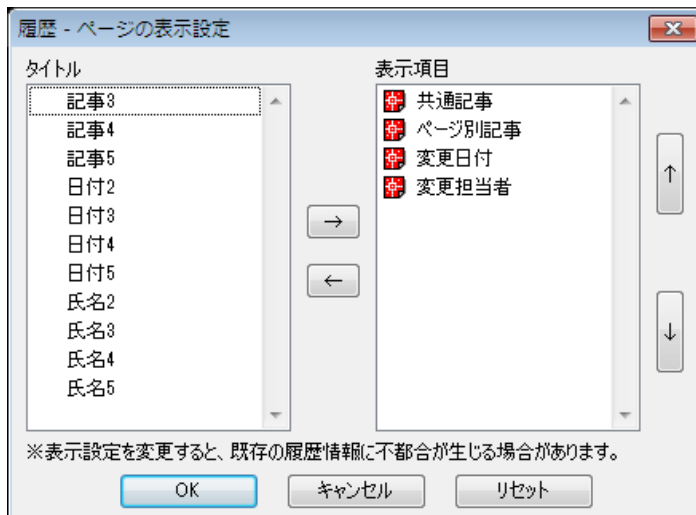 履歴 - ページの表示設定
タイトル
記事3
記事4
記事5
日付2
日付3
日付4
日付5
氏名2
氏名3
氏名4
氏名5
→
←
表示項目
共通記事
ページ別記事
変更日付
変更担当者
↑
↓
※表示設定を変更すると、既存の履歴情報に不都合が生じる場合があります。
OK
キャンセル
リセット